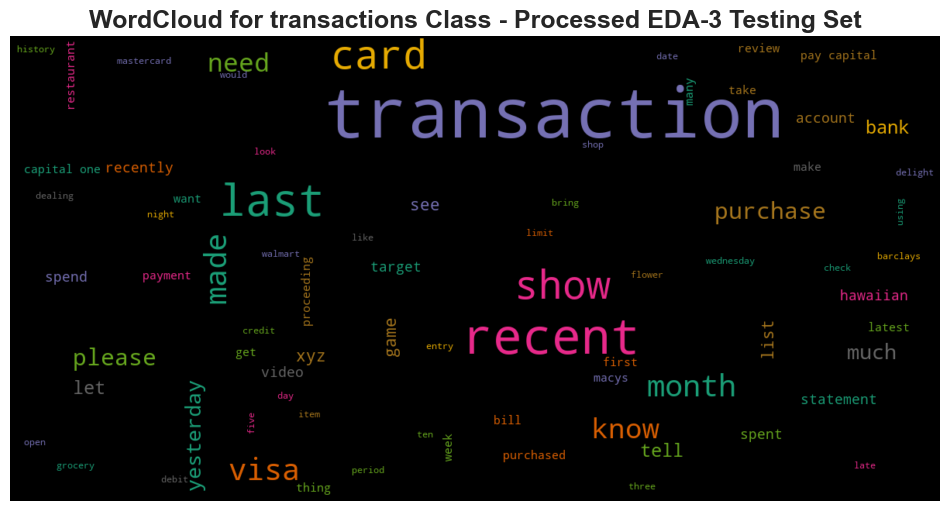 WordCloud for transactions Class - Processed EDA-3 Testing Set
history
mastercard
restaurant
need
would
card
date
review
pay capital
transaction
many
take
account
bank
shop
look
capital one
recently
make
delight
dealing
want
night
last
see
bring
purchase
using
made
like
limit
walmart
target
wednesday
check
barclays
spend
payment
proceeding
show
flower
hawaiian
credit
game
entry
recent
list
latest
please
get
xyz
first
much
let
video
macys
month
statement
yesterday
day
item
five
bill
know
spent
open
ten
week
tell
grocery
visa
period
purchased
late
debit
thing
three